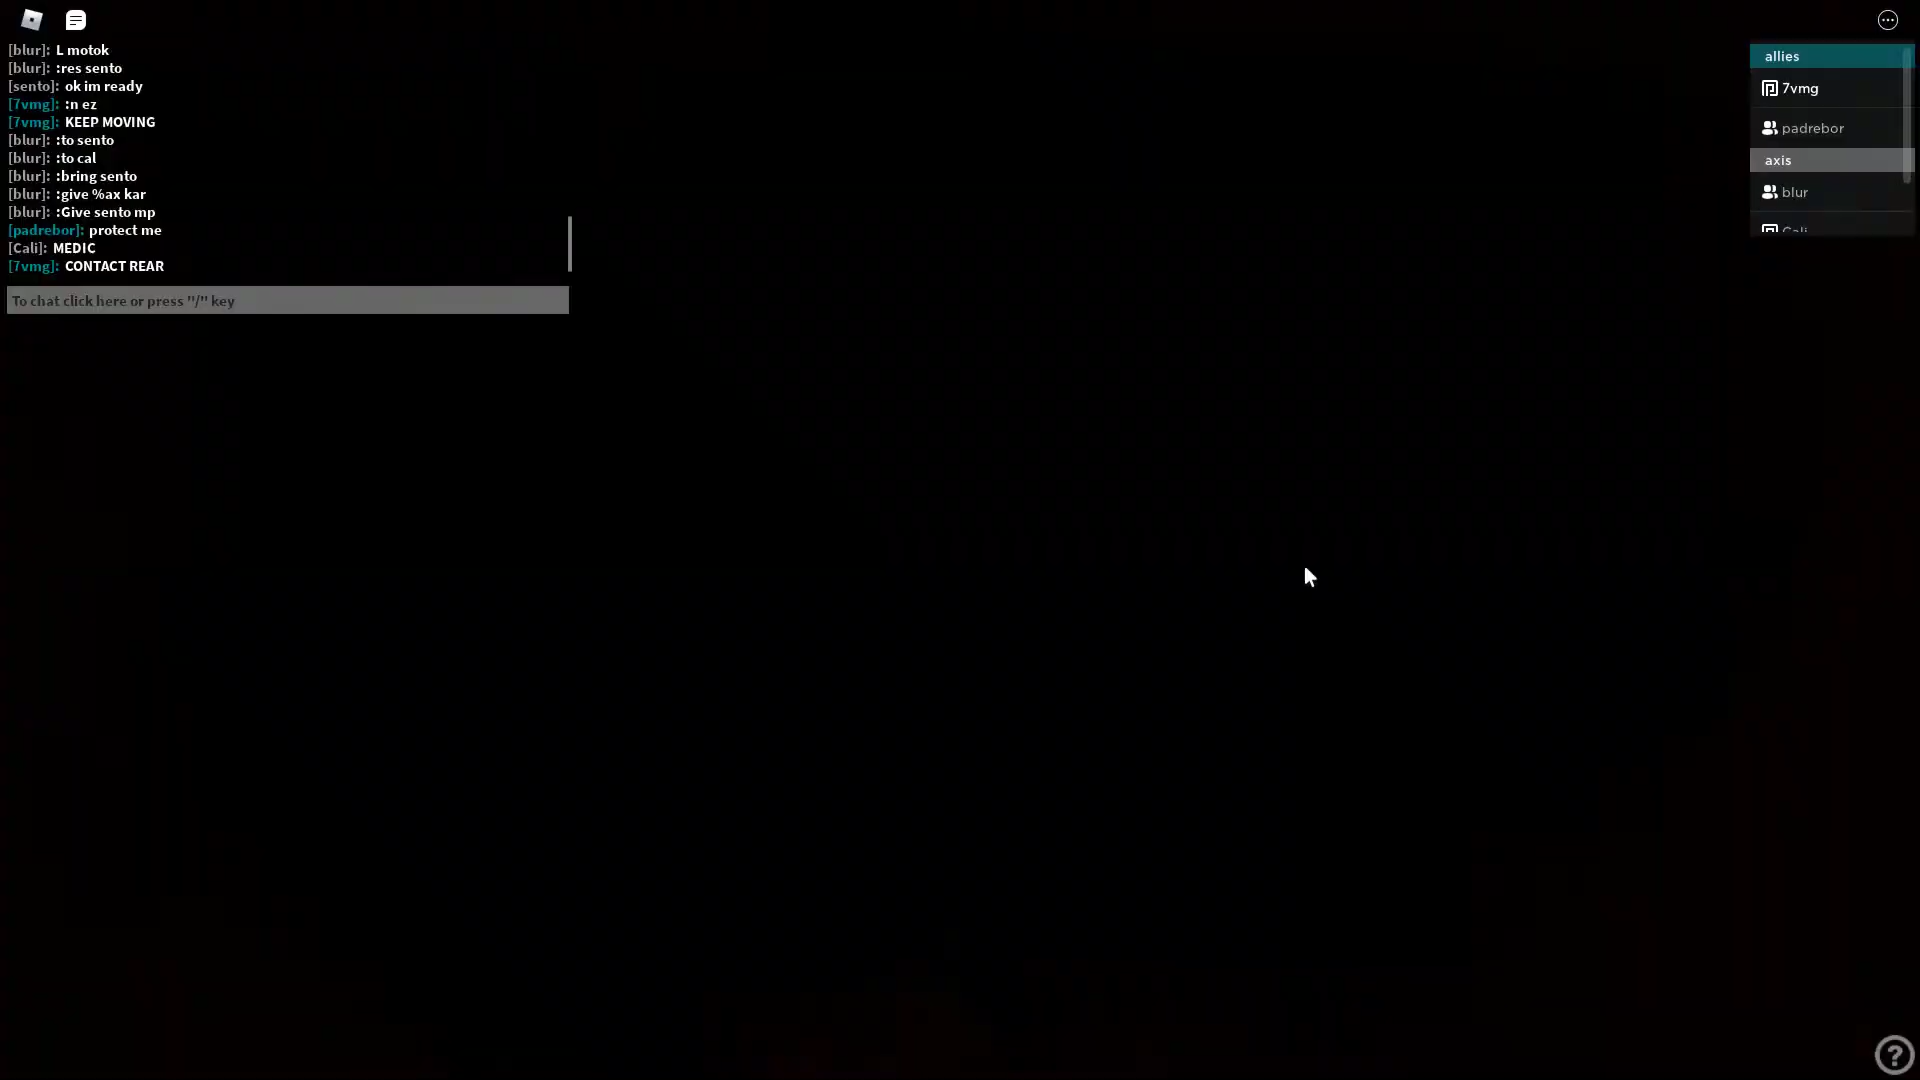 [blur]: L motok
[blur]: :res sento
[sento]: ok im ready
[7vmg]: :n ez
[7vmg]: KEEP MOVING
[blur]: :to sento
[blur]: :to cal
[blur]: :bring sento
[blur]: :give %ax kar
[blur]: :Give sento mp
[padrebor]: protect me
[Cali]: MEDIC
[7vmg]: CONTACT REAR
To chat click here or press "/" key
allies
7vmg
padrebor
axis
blur
Cali
?